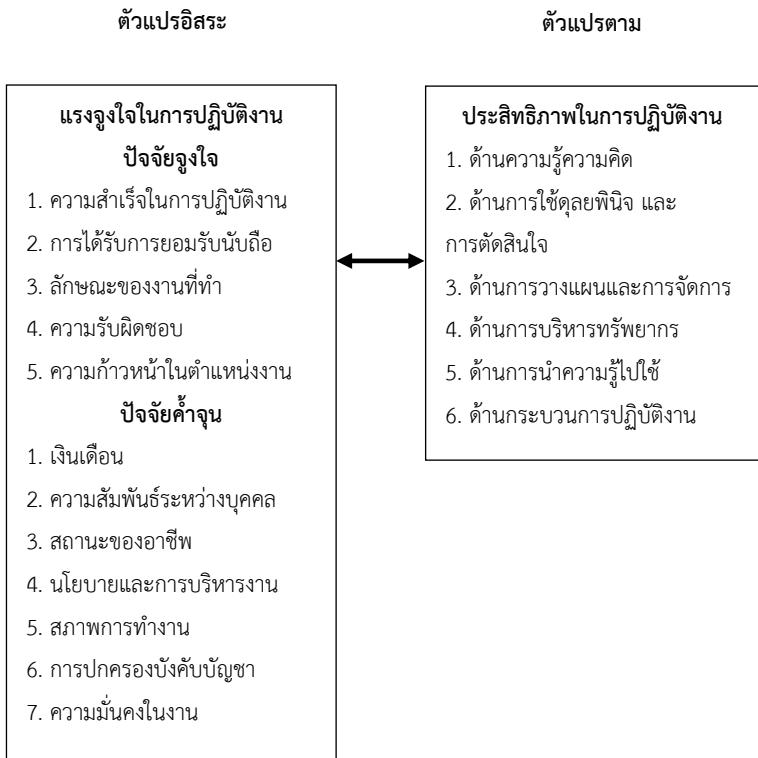 ตัวแปรอิสระ
ตัวแปรตาม
แรงจูงใจในการปฏิบัติงาน
ปัจจัยจูงใจ
1. ความสำเร็จในการปฏิบัติงาน
2. การได้รับการยอมรับนับถือ
3. ลักษณะของงานที่ทำ
4. ความรับผิดชอบ
5. ความก้าวหน้าในตำแหน่งงาน
ปัจจัยค้ำจุน
1. เงินเดือน
2. ความสัมพันธ์ระหว่างบุคคล
3. สถานะของอาชีพ
4. นโยบายและการบริหารงาน
5. สภาพการทำงาน
6. การปกครองบังคับบัญชา
7. ความมั่นคงในงาน
ประสิทธิภาพในการปฏิบัติงาน
1. ด้านความรู้ความคิด
2. ด้านการใช้ดุลยพินิจ และ
การตัดสินใจ
3. ด้านการวางแผนและการจัดการ
4. ด้านการบริหารทรัพยากร
5. ด้านการนำความรู้ไปใช้
6. ด้านกระบวนการปฏิบัติงาน